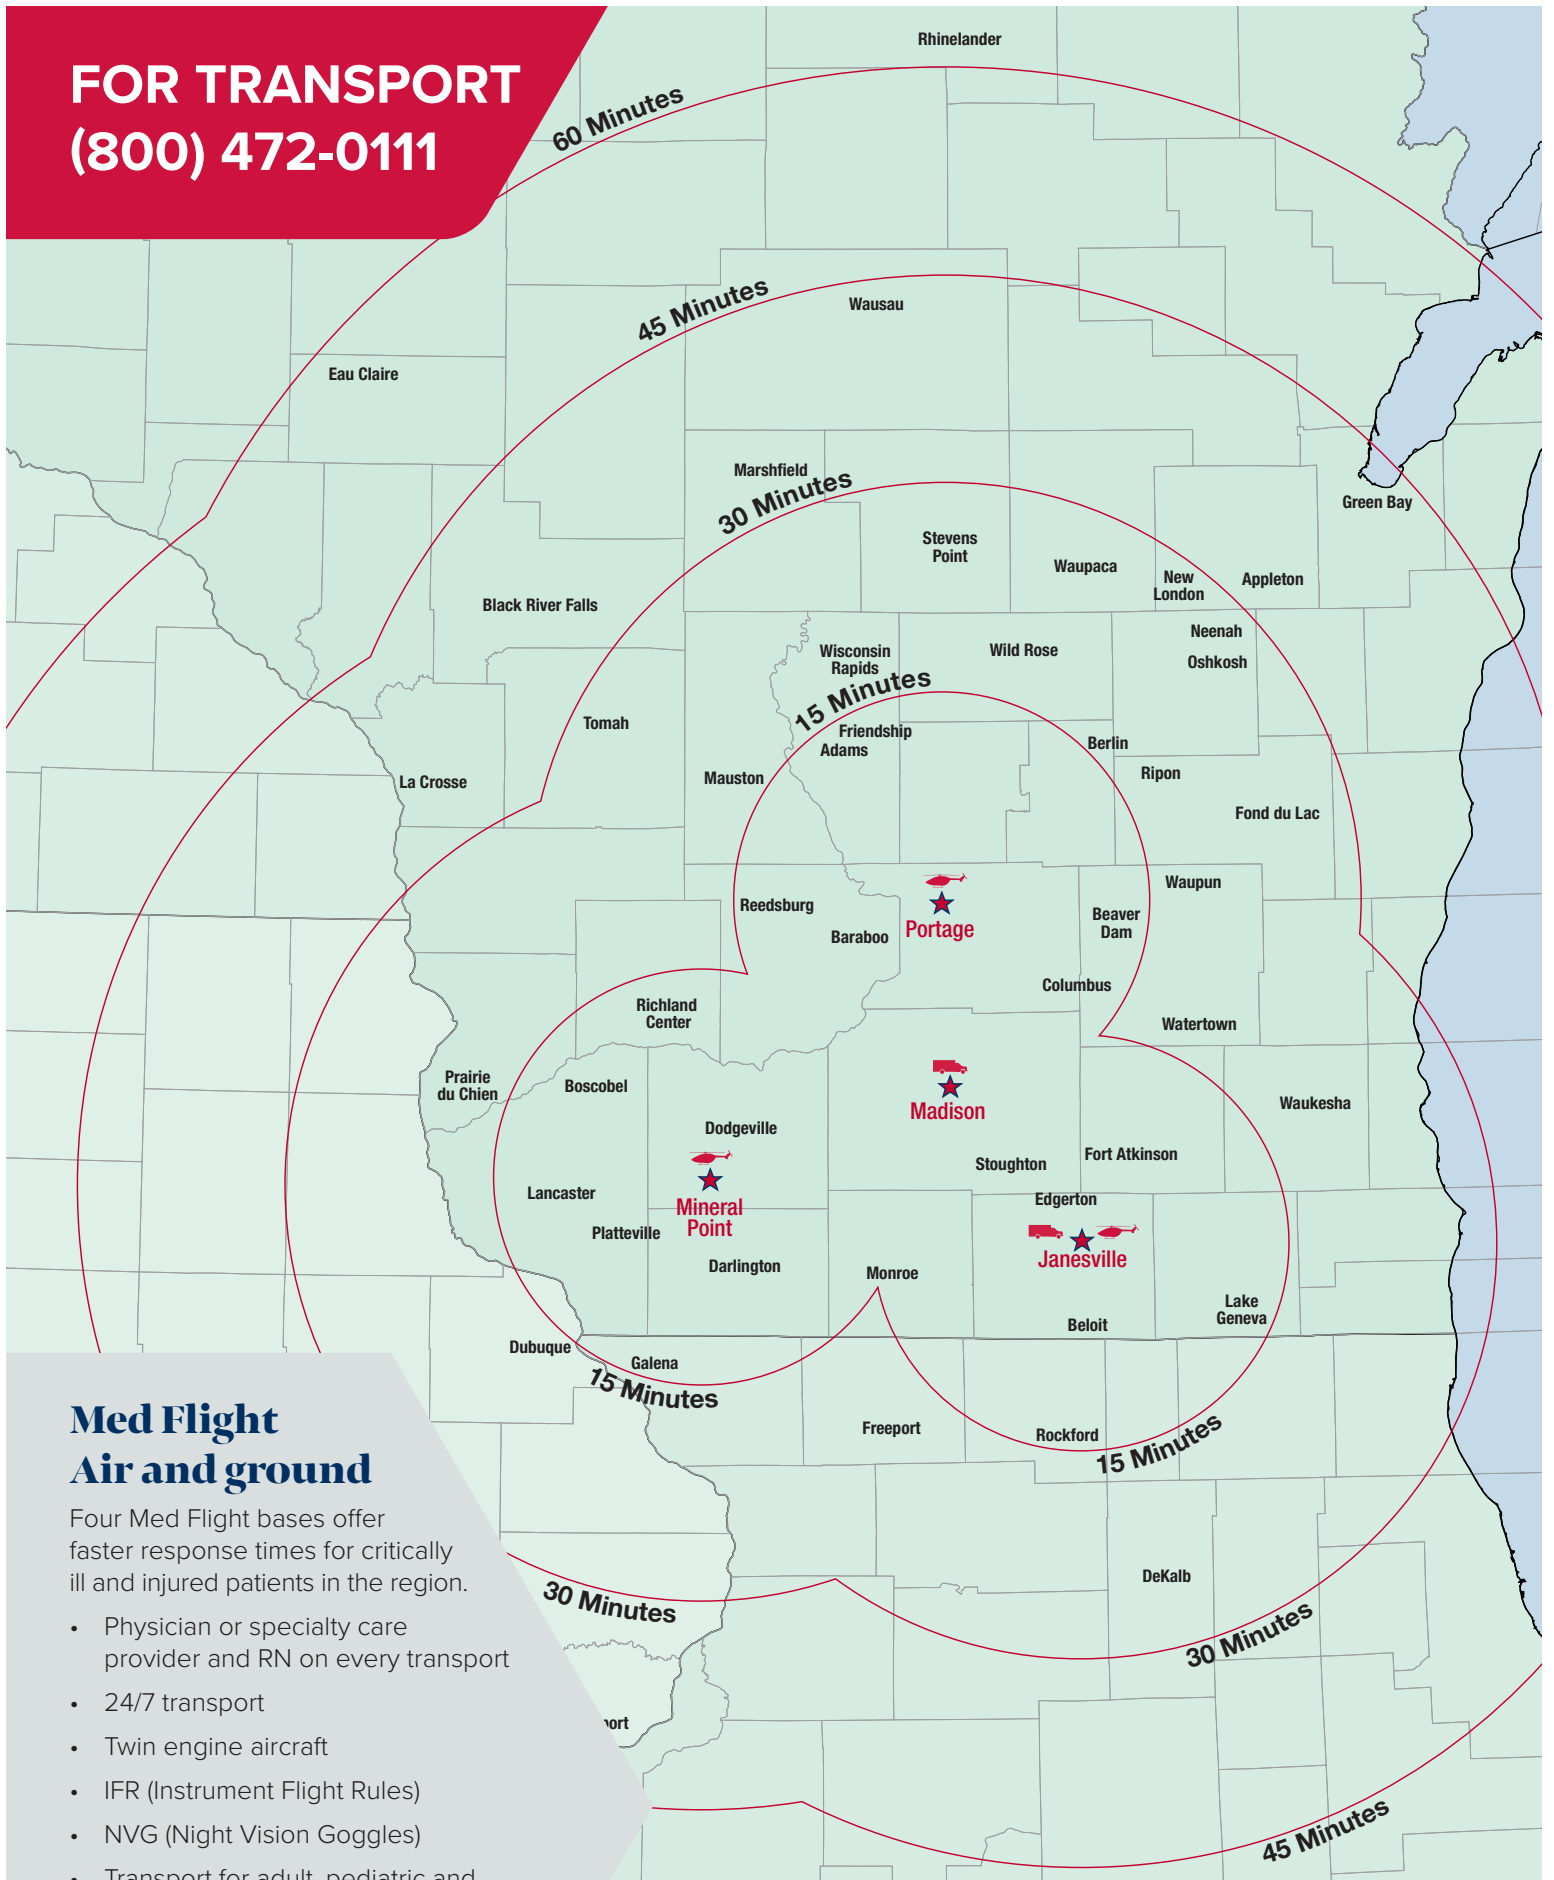 FOR TRANSPORT
(800) 472-0111
Rhinelander
60 Minutes
45 Minutes
Wausau
Eau Claire
Marshfield
30 Minutes
Green Bay
Stevens
Point
Waupaca
New
London
Appleton
Black River Falls
Neenah
Wisconsin
Rapids
Wild Rose
Oshkosh
15 Minutes
Tomah
Friendship
Adams
Berlin
Mauston
Ripon
La Crosse
Fond du Lac
Waupun
Reedsburg
Portage
Beaver
Dam
Baraboo
Columbus
Richland
Center
Watertown
Prairie
du Chien
Boscobel
Madison
Waukesha
Dodgeville
Stoughton
Fort Atkinson
Lancaster
Edgerton
Mineral
Point
Platteville
Janesville
Darlington
Monroe
Lake
Geneva
Beloit
Dubuque
Galena
15 Minutes
Freeport
Rockford
15 Minutes
DeKalb
30 Minutes
30 Minutes
45 Minutes
Med Flight
Air and ground
Four Med Flight bases offer
faster response times for critically
ill and injured patients in the region.
• Physician or specialty care
provider and RN on every transport
• 24/7 transport
• Twin engine aircraft
• IFR (Instrument Flight Rules)
• NVG (Night Vision Goggles)
• Transport for adult, pediatric and